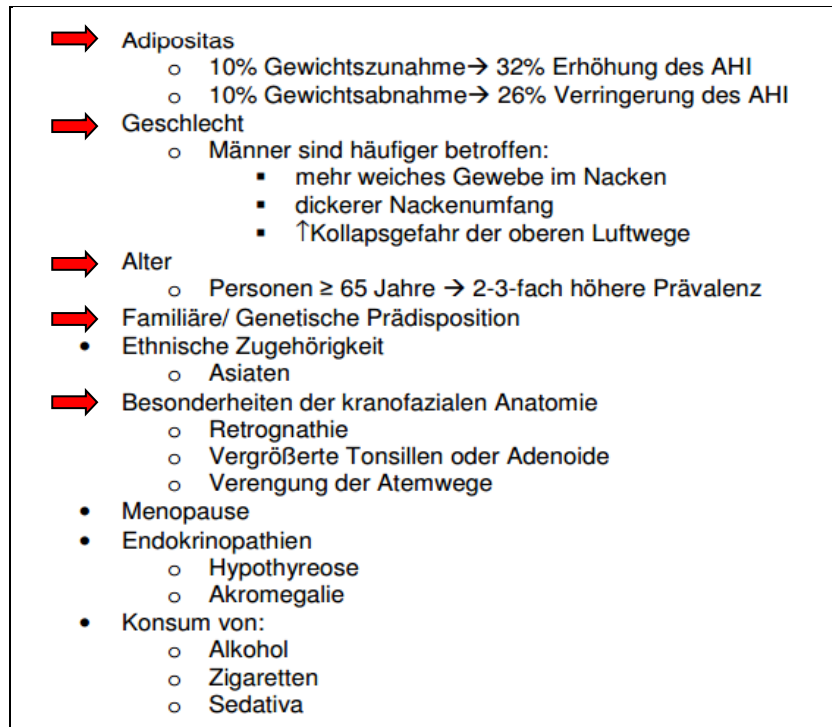 Adipositas
o 10% Gewichtszunahme→ 32% Erhöhung des AHI
o 10% Gewichtsabnahme→ 26% Verringerung des AHI
Geschlecht
o Männer sind häufiger betroffen:
▪ mehr weiches Gewebe im Nacken
▪ dickerer Nackenumfang
▪ ↑Kollapsgefahr der oberen Luftwege
Alter
o Personen ≥ 65 Jahre → 2-3-fach höhere Prävalenz
Familiäre/ Genetische Prädisposition
• Ethnische Zugehörigkeit
o Asiaten
Besonderheiten der kranofazialen Anatomie
o Retrognathie
o Vergrößerte Tonsillen oder Adenoide
o Verengung der Atemwege
• Menopause
• Endokrinopathien
o Hypothyreose
o Akromegalie
• Konsum von:
o Alkohol
o Zigaretten
o Sedativa